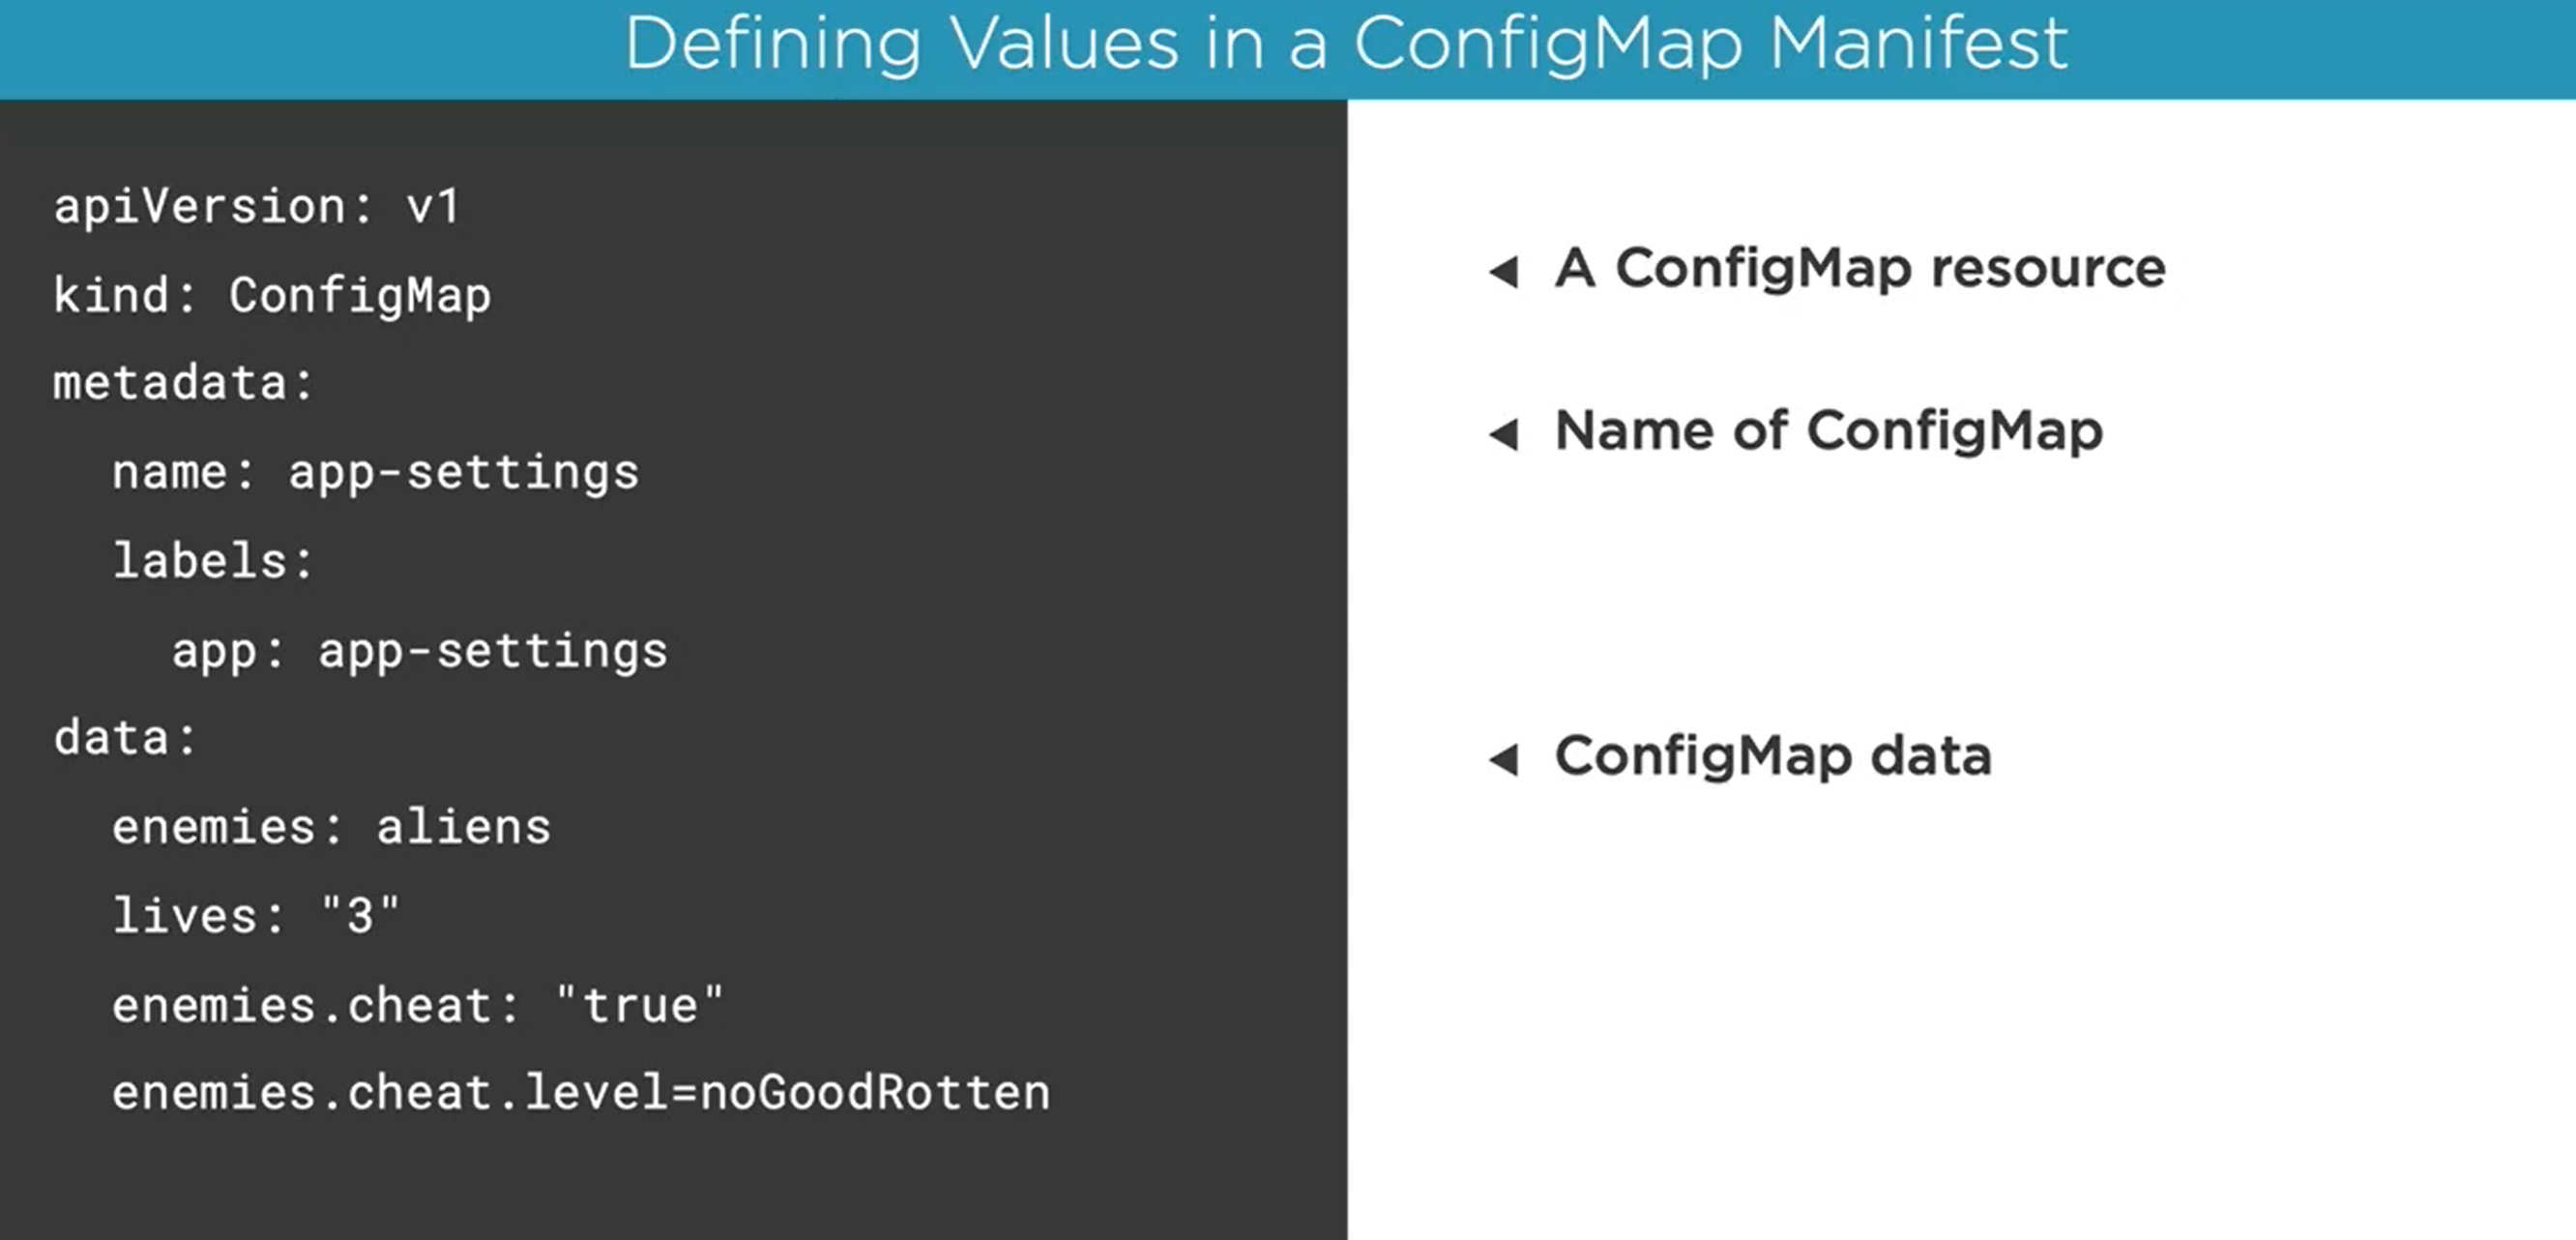 Defining Values in a ConfigMap Manifest
apiVersion: v1
kind: ConfigMap
metadata:
  name: app-settings
  labels:
    app: app-settings
data:
  enemies: aliens
  lives: "3"
  enemies.cheat: "true"
  enemies.cheat.level=noGoodRotten
◄ A ConfigMap resource
◄ Name of ConfigMap
◄ ConfigMap data